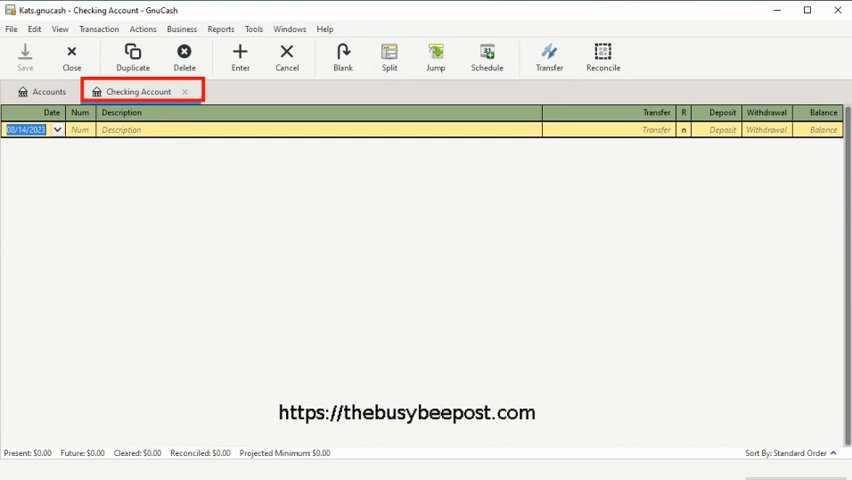 Kats.gnucash - Checking Account - GnuCash
File Edit View Transaction Actions Business Reports Tools Windows Help
Save Close Duplicate Delete Enter Cancel Blank Split Jump Schedule Transfer Reconcile
Accounts Checking Account
Date Num Description Transfer R Deposit Withdrawal Balance
08/14/2023 Num Description Transfer n Deposit Withdrawal Balance
https://thebusybeepost.com
Present: $0.00 Future: $0.00 Cleared: $0.00 Reconciled: $0.00 Projected Minimum: $0.00 Sort By: Standard Order